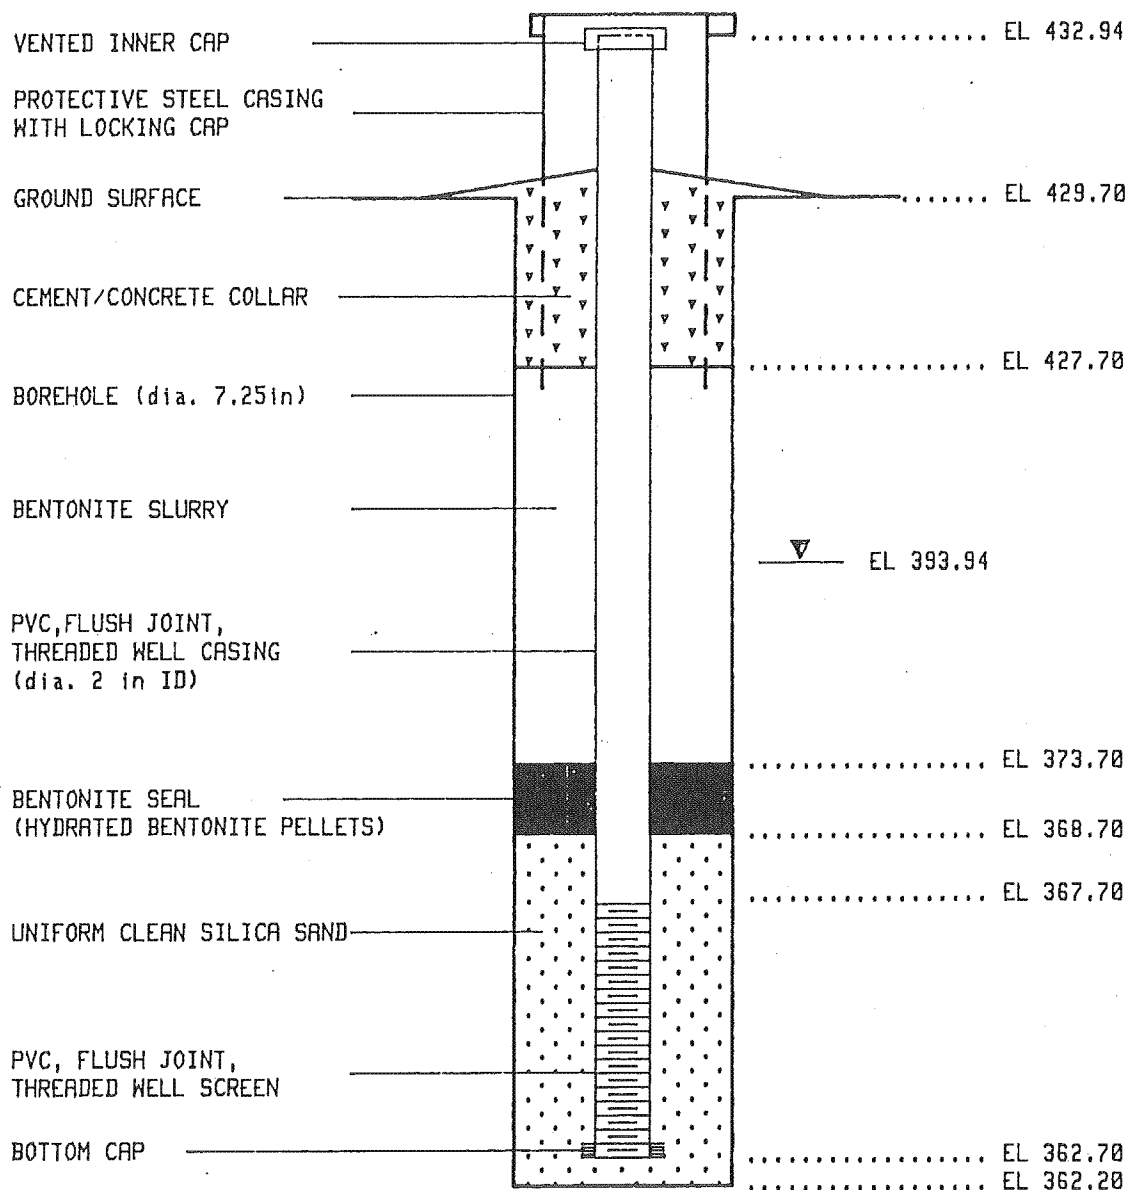 VENTED INNER CAP
EL 432.94
PROTECTIVE STEEL CASING
WITH LOCKING CAP
GROUND SURFACE
EL 429.70
CEMENT/CONCRETE COLLAR
EL 427.70
BOREHOLE (dia. 7.25in)
BENTONITE SLURRY
EL 393.94
PVC,FLUSH JOINT,
THREADED WELL CASING
(dia. 2 in ID)
EL 373.70
BENTONITE SEAL
(HYDRATED BENTONITE PELLETS)
EL 368.70
EL 367.70
UNIFORM CLEAN SILICA SAND
PVC, FLUSH JOINT,
THREADED WELL SCREEN
BOTTOM CAP
EL 362.70
EL 362.20